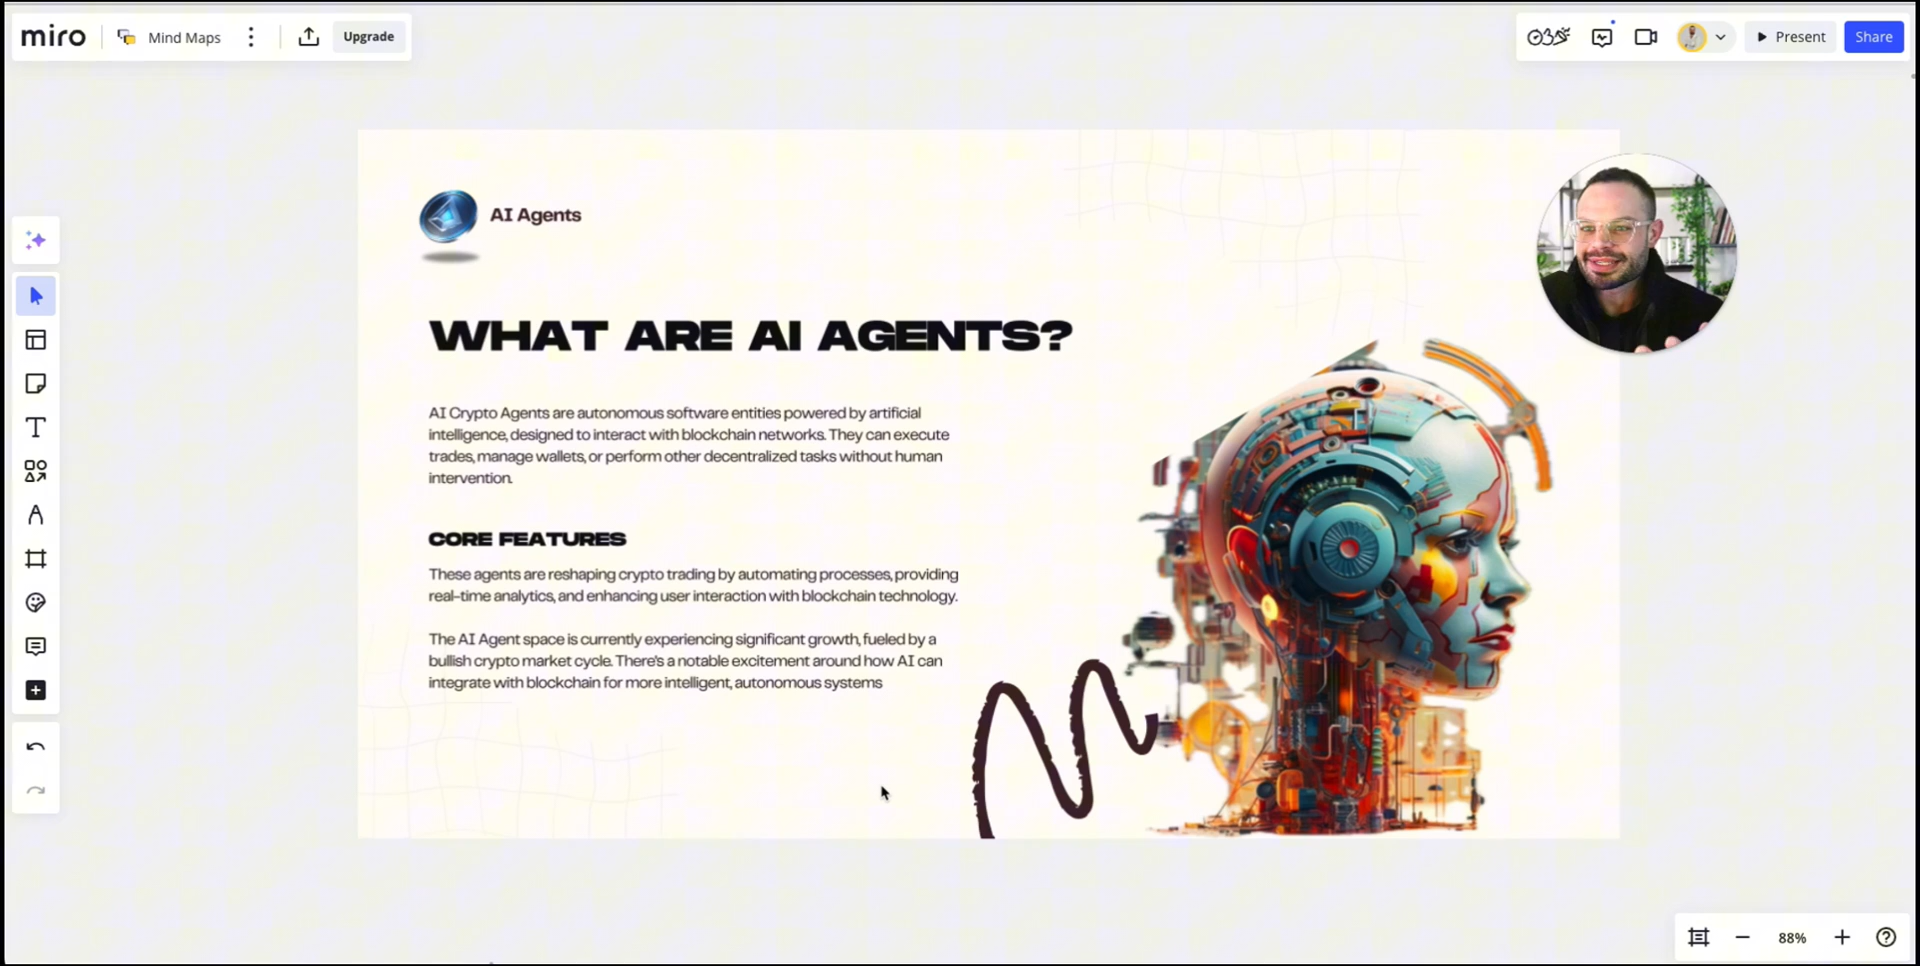 miro
Mind Maps
Upgrade
Present
Share
AI Agents
WHAT ARE AI AGENTS?
AI Crypto Agents are autonomous software entities powered by artificial
intelligence, designed to interact with blockchain networks. They can execute
trades, manage wallets, or perform other decentralized tasks without human
intervention.
CORE FEATURES
These agents are reshaping crypto trading by automating processes, providing
real-time analytics, and enhancing user interaction with blockchain technology.
The AI Agent space is currently experiencing significant growth, fueled by a
bullish crypto market cycle. There's a notable excitement around how AI can
integrate with blockchain for more intelligent, autonomous systems
88%